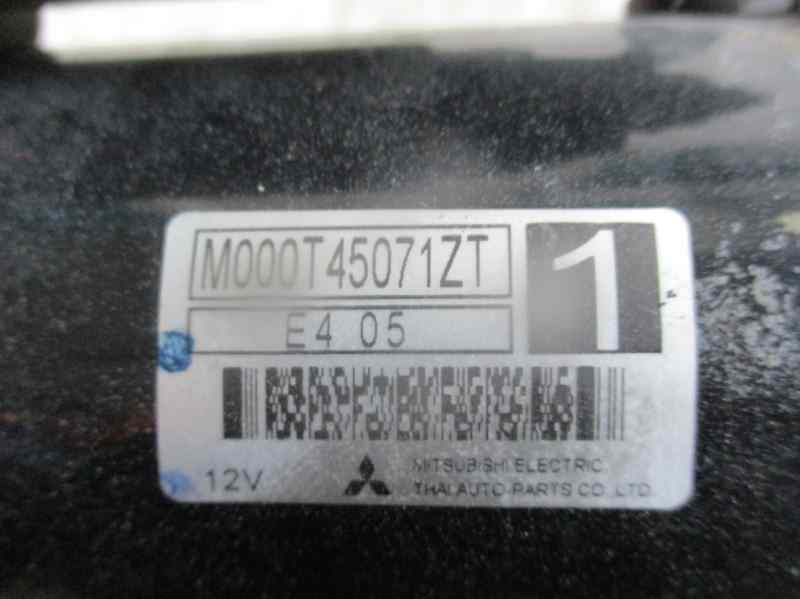 M000T45071ZT
1
E4 05
12V
MITSUBISHI ELECTRIC
THAI AUTO-PARTS CO., LTD.